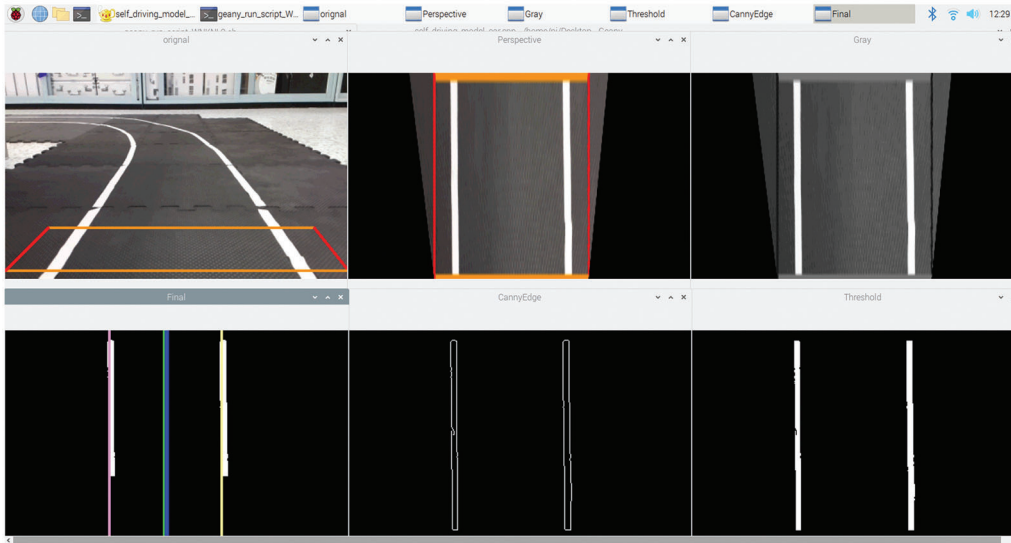 self_driving_model_... geany_run_script_W... orignal Perspective Gray Threshold CannyEdge Final 12:29
orignal Perspective Gray
Final CannyEdge Threshold